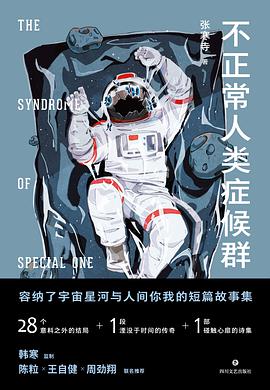 THE
SYNDROME
OF
SPECIAL ONE
不正常人类症候群
张寒寺 著
容纳了宇宙星河与人间你我的短篇故事集
28个意料之外的结局 + 1段湮没于时间的传奇 + 1部碰触心扉的诗集
韩寒 监制
陈粒 × 王自健 × 周劲翔 联名推荐
四川文艺出版社